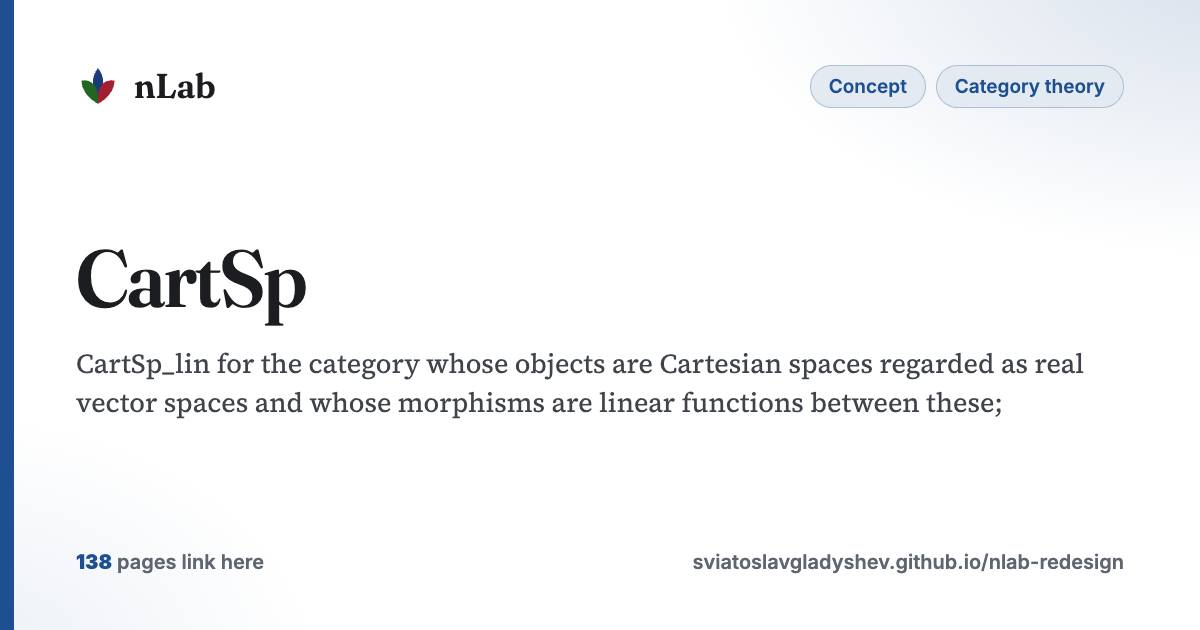 nLab
Concept
Category theory
CartSp
CartSp_lin for the category whose objects are Cartesian spaces regarded as real
vector spaces and whose morphisms are linear functions between these;
138 pages link here
sviatoslavgladyshev.github.io/nlab-redesign